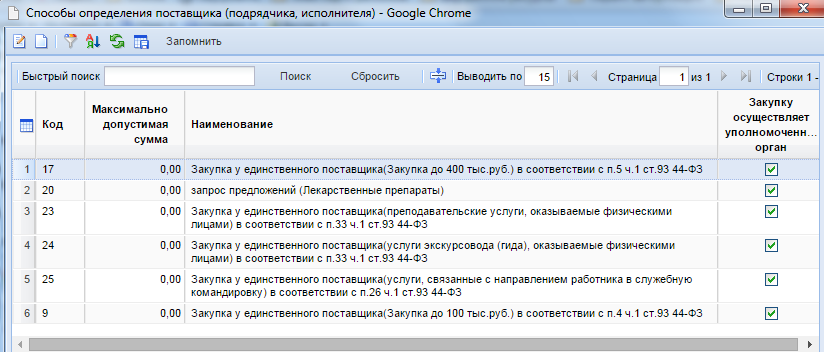 Способы определения поставщика (подрядчика, исполнителя) - Google Chrome
Запомнить
Быстрый поиск Поиск Сбросить Выводить по 15 Страница 1 из 1 Строки 1 -
Код Максимально допустимая сумма Наименование Закупку осуществляет уполномоченн... орган
1 17 0,00 Закупка у единственного поставщика(Закупка до 400 тыс.руб.) в соответствии с п.5 ч.1 ст.93 44-ФЗ
2 20 0,00 запрос предложений (Лекарственные препараты)
3 23 0,00 Закупка у единственного поставщика(преподавательские услуги, оказываемые физическими
лицами) в соответствии с п.33 ч.1 ст.93 44-ФЗ
4 24 0,00 Закупка у единственного поставщика(услуги экскурсовода (гида), оказываемые физическими
лицами) в соответствии с п.33 ч.1 ст.93 44-ФЗ
5 25 0,00 Закупка у единственного поставщика(услуги, связанные с направлением работника в служебную
командировку) в соответствии с п.26 ч.1 ст.93 44-ФЗ
6 9 0,00 Закупка у единственного поставщика(Закупка до 100 тыс.руб.) в соответствии с п.4 ч.1 ст.93 44-ФЗ